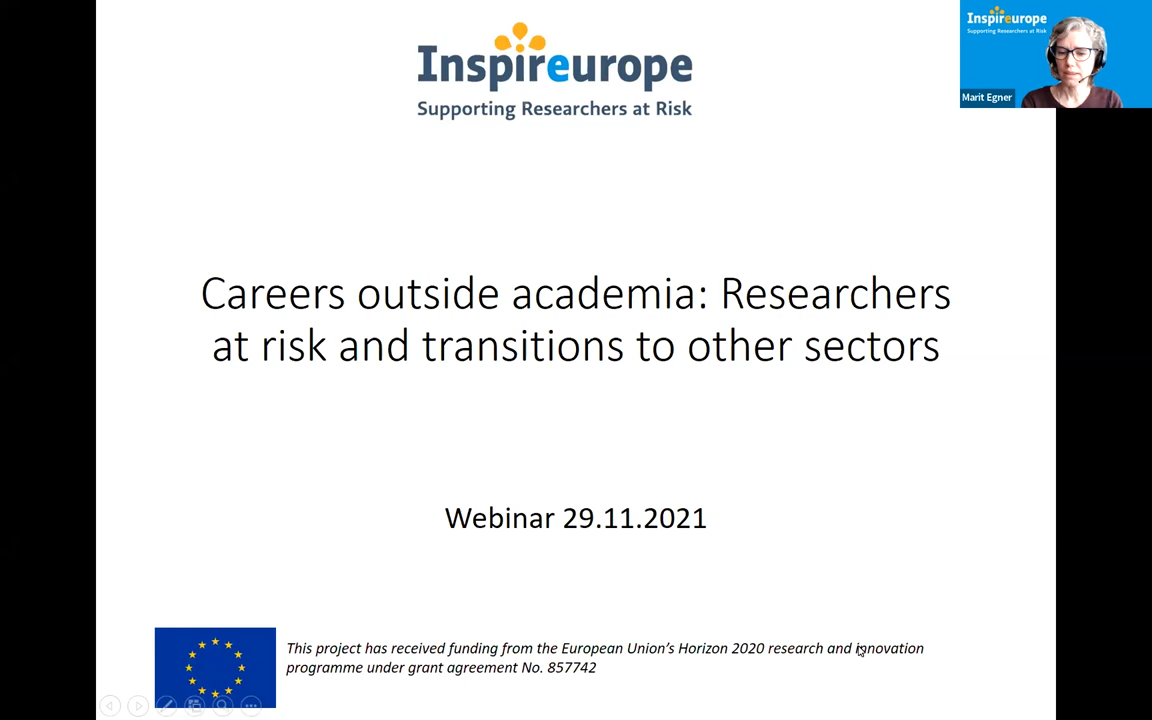 Inspireurope
Supporting Researchers at Risk
Inspireurope
Supporting Researchers at Risk
Marit Egner
Careers outside academia: Researchers
at risk and transitions to other sectors
Webinar 29.11.2021
This project has received funding from the European Union's Horizon 2020 research and innovation
programme under grant agreement No. 857742